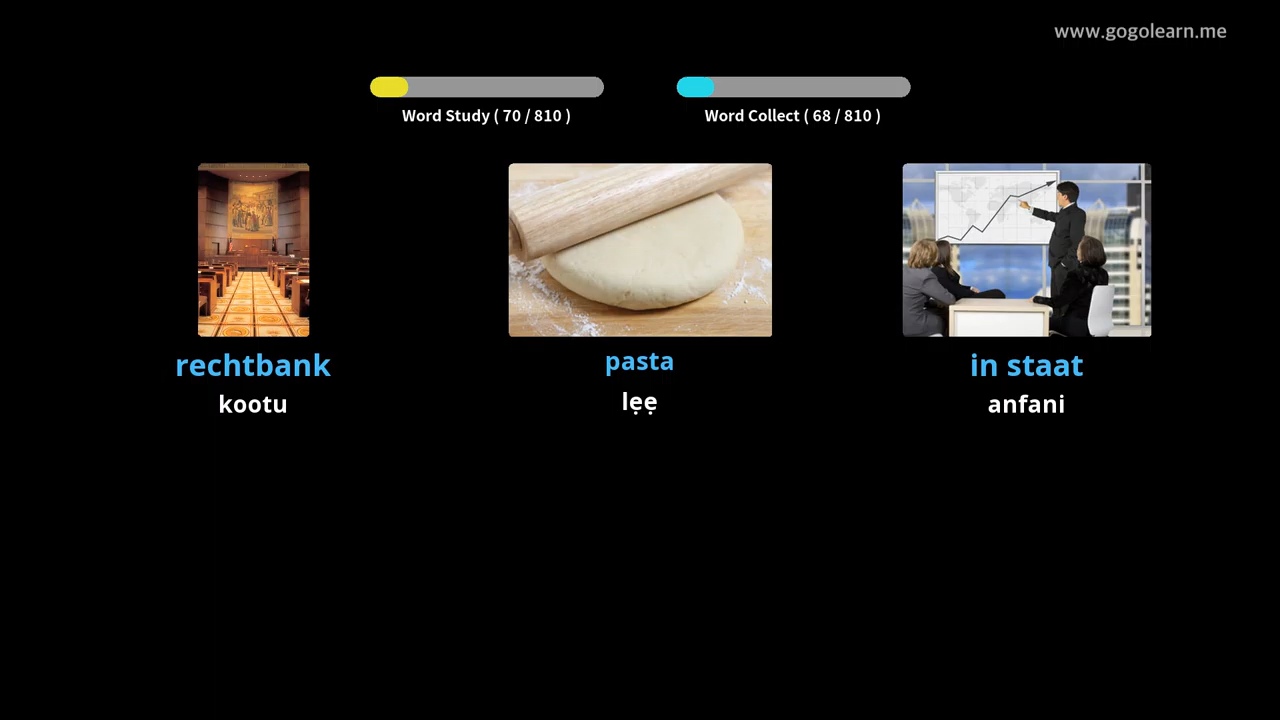 www.gogolearn.me
Word Study ( 70 / 810 )
Word Collect ( 68 / 810 )
rechtbank
pasta
in staat
kootu
lẹẹ
anfani